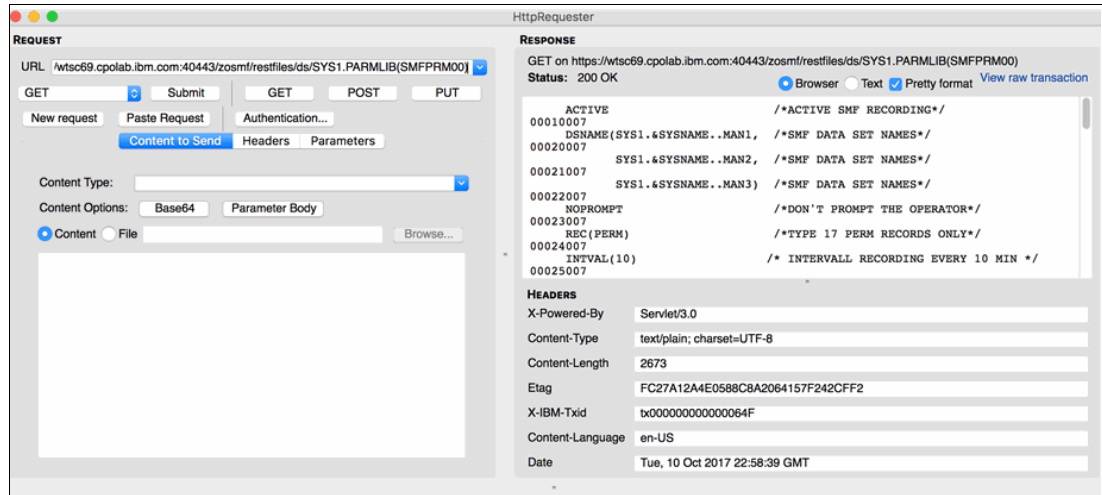 HttpRequester
REQUEST
URL /wtsc69.cpolab.ibm.com:40443/zosmf/restfiles/ds/SYS1.PARMLIB(SMFPRM00)
GET Submit GET POST PUT
New request Paste Request Authentication...
Content to Send Headers Parameters
Content Type:
Content Options: Base64 Parameter Body
Content File Browse...
RESPONSE
GET on https://wtsc69.cpolab.ibm.com:40443/zosmf/restfiles/ds/SYS1.PARMLIB(SMFPRM00)
Status: 200 OK Browser Text Pretty format View raw transaction
ACTIVE /*ACTIVE SMF RECORDING*/
00010007
DSNAME(SYS1.&SYSNAME..MAN1, /*SMF DATA SET NAMES*/
00020007
SYS1.&SYSNAME..MAN2, /*SMF DATA SET NAMES*/
00021007
SYS1.&SYSNAME..MAN3) /*SMF DATA SET NAMES*/
00022007
NOPROMPT /*DON'T PROMPT THE OPERATOR*/
00023007
REC(PERM) /*TYPE 17 PERM RECORDS ONLY*/
00024007
INTVAL(10) /* INTERVALL RECORDING EVERY 10 MIN */
00025007
HEADERS
X-Powered-By Servlet/3.0
Content-Type text/plain; charset=UTF-8
Content-Length 2673
Etag FC27A12A4E0588C8A2064157F242CFF2
X-IBM-Txid tx000000000000064F
Content-Language en-US
Date Tue, 10 Oct 2017 22:58:39 GMT